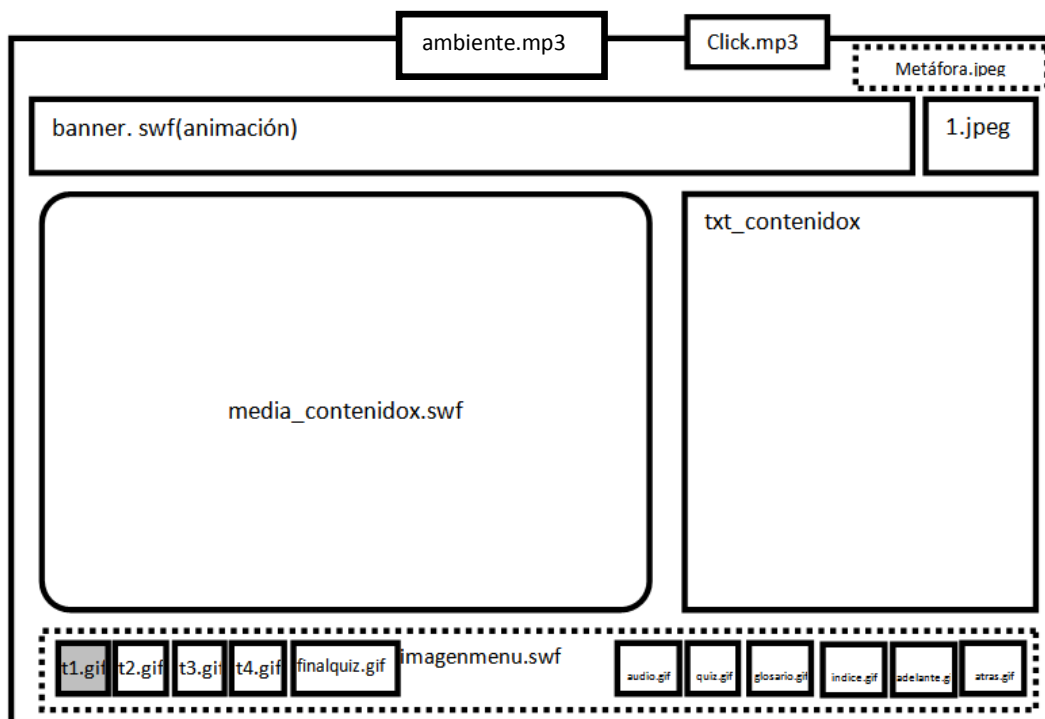 ambiente.mp3
Click.mp3
Metáfora.jpeg
banner. swf(animación)
1.jpeg
media_contenidox.swf
txt_contenidox
t1.gif
t2.gif
t3.gif
t4.gif
finalquiz.gif
imagenmenu.swf
audio.gif
quiz.gif
glosario.gif
indice.gif
adelante.g
atras.gif